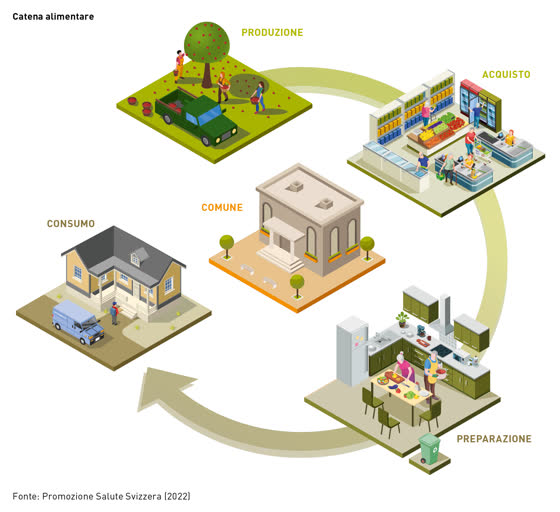 Catena alimentare
PRODUZIONE
ACQUISTO
COMUNE
CONSUMO
PREPARAZIONE
Fonte: Promozione Salute Svizzera (2022)